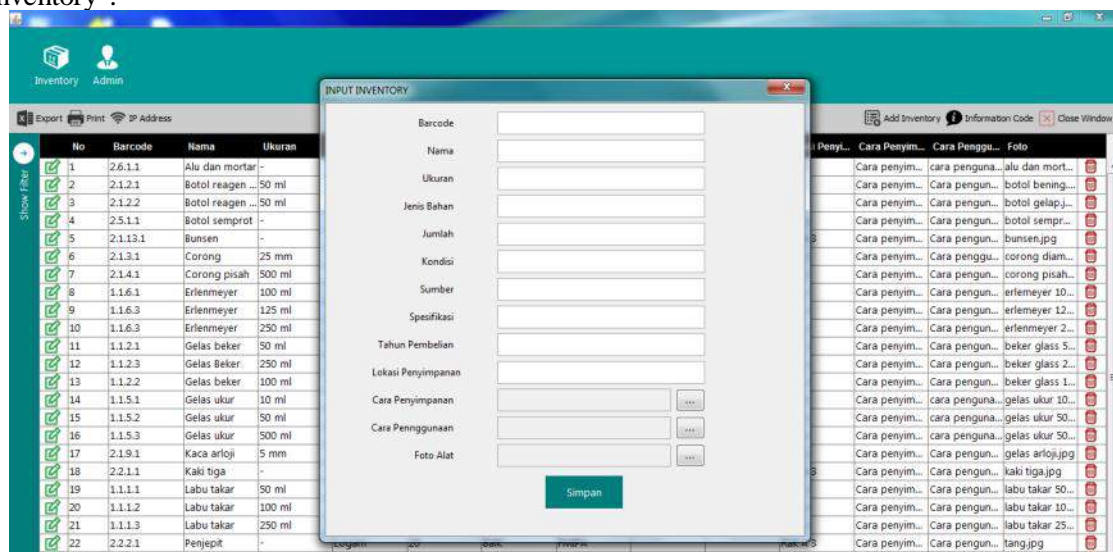 Inventory Admin
INPUT INVENTORY
Export Print IP Address Add Inventory Information Code Close Window
Show Filter
No Barcode Nama Ukuran Cara Penyim... Cara Penggu... Foto
1 2.6.1.1 Alu dan mortar - Cara penyim... cara penguna... alu dan mort...
2 2.1.2.1 Botol reagen ... 50 ml Cara penyim... Cara pengun... botol bening....
3 2.1.2.2 Botol reagen ... 50 ml Cara penyim... Cara pengun... botol gelap.j...
4 2.5.1.1 Botol semprot - Cara penyim... Cara pengun... botol sempr...
5 2.1.13.1 Bunsen - Cara penyim... Cara pengun... bunsen.jpg
6 2.1.3.1 Corong 25 mm Cara penyim... Cara penggu... corong diam...
7 2.1.4.1 Corong pisah 500 ml Cara penyim... Cara pengun... corong pisah...
8 1.1.6.1 Erlenmeyer 100 ml Cara penyim... Cara pengun... erlemeyer 10...
9 1.1.6.3 Erlenmeyer 125 ml Cara penyim... Cara pengun... erlemeyer 12...
10 1.1.6.3 Erlenmeyer 250 ml Cara penyim... Cara pengun... erlenmeyer 2...
11 1.1.2.1 Gelas beker 50 ml Cara penyim... Cara pengun... beker glass 5...
12 1.1.2.3 Gelas Beker 250 ml Cara penyim... Cara pengun... beker glass 2...
13 1.1.2.2 Gelas beker 100 ml Cara penyim... Cara pengun... beker glass 1...
14 1.1.5.1 Gelas ukur 10 ml Cara penyim... Cara penguna... gelas ukur 10...
15 1.1.5.2 Gelas ukur 50 ml Cara penyim... Cara penguna... gelas ukur 50...
16 1.1.5.3 Gelas ukur 500 ml Cara penyim... Cara penguna... gelas ukur 50...
17 2.1.9.1 Kaca arloji 5 mm Cara penyim... Cara pengun... gelas arloji.jpg
18 2.2.1.1 Kaki tiga - Cara penyim... Cara pengun... kaki tiga.jpg
19 1.1.1.1 Labu takar 50 ml Cara penyim... Cara pengun... labu takar 50...
20 1.1.1.2 Labu takar 100 ml Cara penyim... Cara pengun... labu takar 10...
21 1.1.1.3 Labu takar 250 ml Cara penyim... Cara pengun... labu takar 25...
22 2.2.2.1 Penjepit - Cara penyim... Cara pengun... tang.jpg
Barcode
Nama
Ukuran
Jenis Bahan
Jumlah
Kondisi
Sumber
Spesifikasi
Tahun Pembelian
Lokasi Penyimpanan
Cara Penyimpanan ...
Cara Pennggunaan ...
Foto Alat ...
Simpan